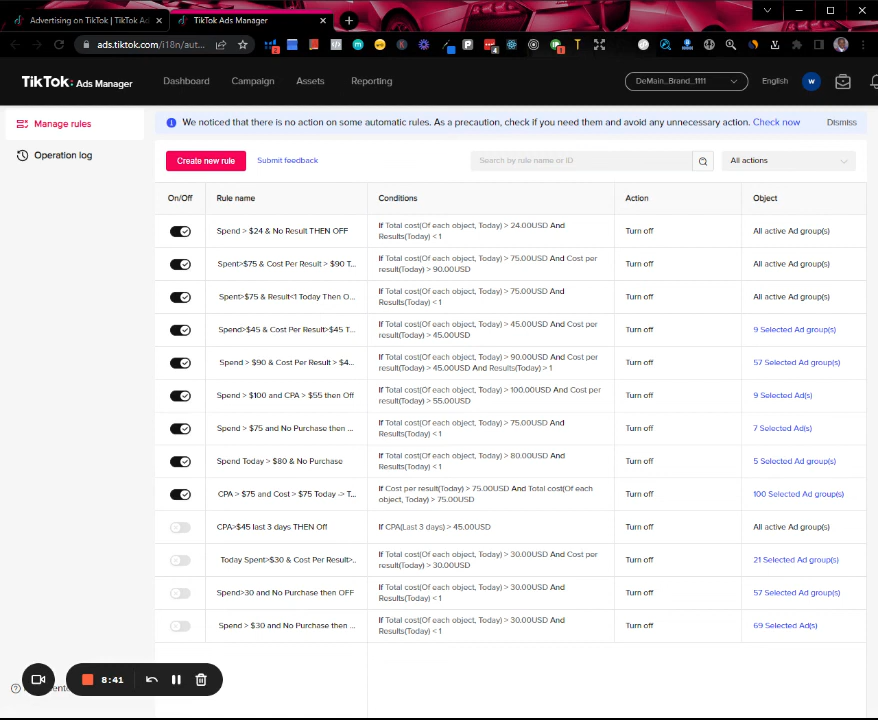 Advertising on TikTok | TikTok Ad
TikTok Ads Manager
ads.tiktok.com/i18n/aut...
TikTok: Ads Manager
Dashboard
Campaign
Assets
Reporting
DeMain_Brand_1111
English
W
Manage rules
Operation log
We noticed that there is no action on some automatic rules. As a precaution, check if you need them and avoid any unnecessary action. Check now
Dismiss
Create new rule
Submit feedback
Search by rule name or ID
All actions
On/Off
Rule name
Conditions
Action
Object
Spend > $24 & No Result THEN OFF
If Total cost(Of each object, Today) > 24.00USD And
Results(Today) < 1
Turn off
All active Ad group(s)
Spent>$75 & Cost Per Result > $90 T...
If Total cost(Of each object, Today) > 75.00USD And Cost per
result(Today) > 90.00USD
Turn off
All active Ad group(s)
Spent>$75 & Result<1 Today Then O...
If Total cost(Of each object, Today) > 75.00USD And
Results(Today) < 1
Turn off
All active Ad group(s)
Spend>$45 & Cost Per Result>$45 T...
If Total cost(Of each object, Today) > 45.00USD And Cost per
result(Today) > 45.00USD
Turn off
9 Selected Ad group(s)
Spend > $90 & Cost Per Result > $4...
If Total cost(Of each object, Today) > 90.00USD And Cost per
result(Today) > 45.00USD And Results(Today) > 1
Turn off
57 Selected Ad group(s)
Spend > $100 and CPA > $55 then Off
If Total cost(Of each object, Today) > 100.00USD And Cost per
result(Today) > 55.00USD
Turn off
9 Selected Ad(s)
Spend > $75 and No Purchase then ...
If Total cost(Of each object, Today) > 75.00USD And
Results(Today) < 1
Turn off
7 Selected Ad(s)
Spend Today > $80 & No Purchase
If Total cost(Of each object, Today) > 80.00USD And
Results(Today) < 1
Turn off
5 Selected Ad group(s)
CPA > $75 and Cost > $75 Today -> T...
If Cost per result(Today) > 75.00USD And Total cost(Of each
object, Today) > 75.00USD
Turn off
100 Selected Ad group(s)
CPA>$45 last 3 days THEN Off
If CPA(Last 3 days) > 45.00USD
Turn off
All active Ad group(s)
Today Spent>$30 & Cost Per Result>..
If Total cost(Of each object, Today) > 30.00USD And Cost per
result(Today) > 30.00USD
Turn off
21 Selected Ad group(s)
Spend>30 and No Purchase then OFF
If Total cost(Of each object, Today) > 30.00USD And
Results(Today) < 1
Turn off
57 Selected Ad group(s)
Spend > $30 and No Purchase then ...
If Total cost(Of each object, Today) > 30.00USD And
Results(Today) < 1
Turn off
69 Selected Ad(s)
8:41